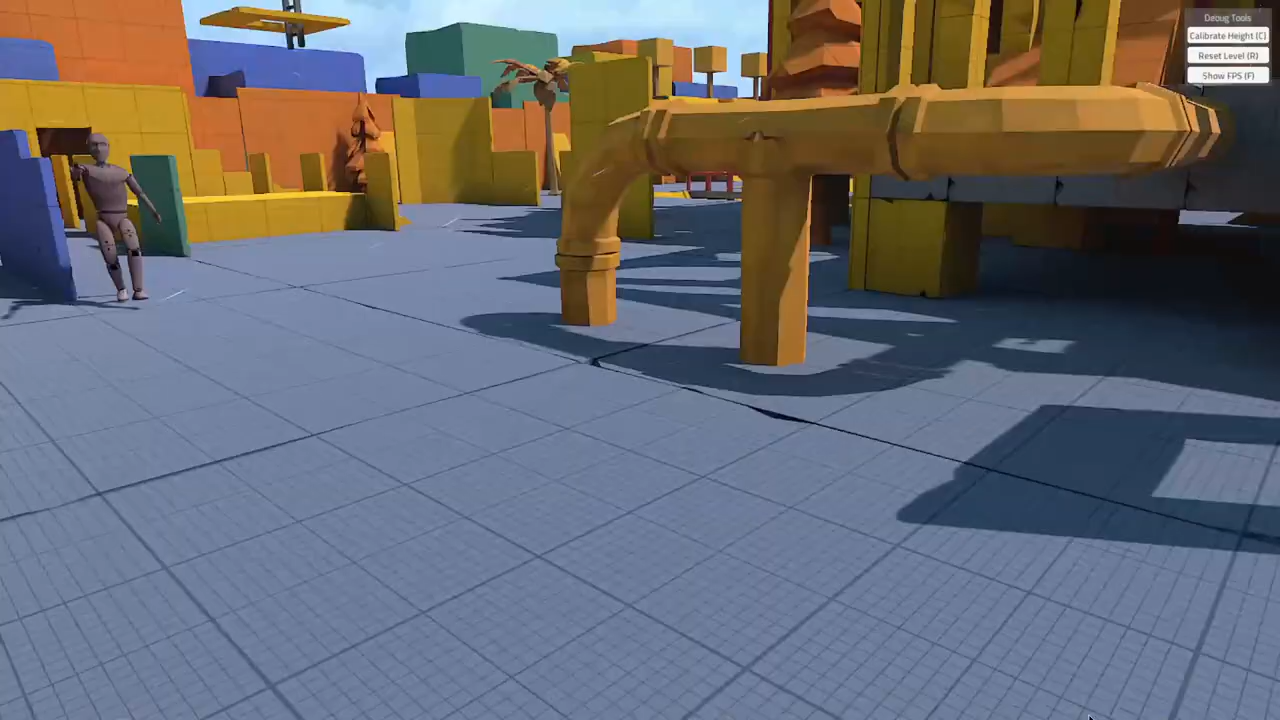 Debug Tools
Calibrate Height (C)
Reset Level (R)
Show FPS (F)